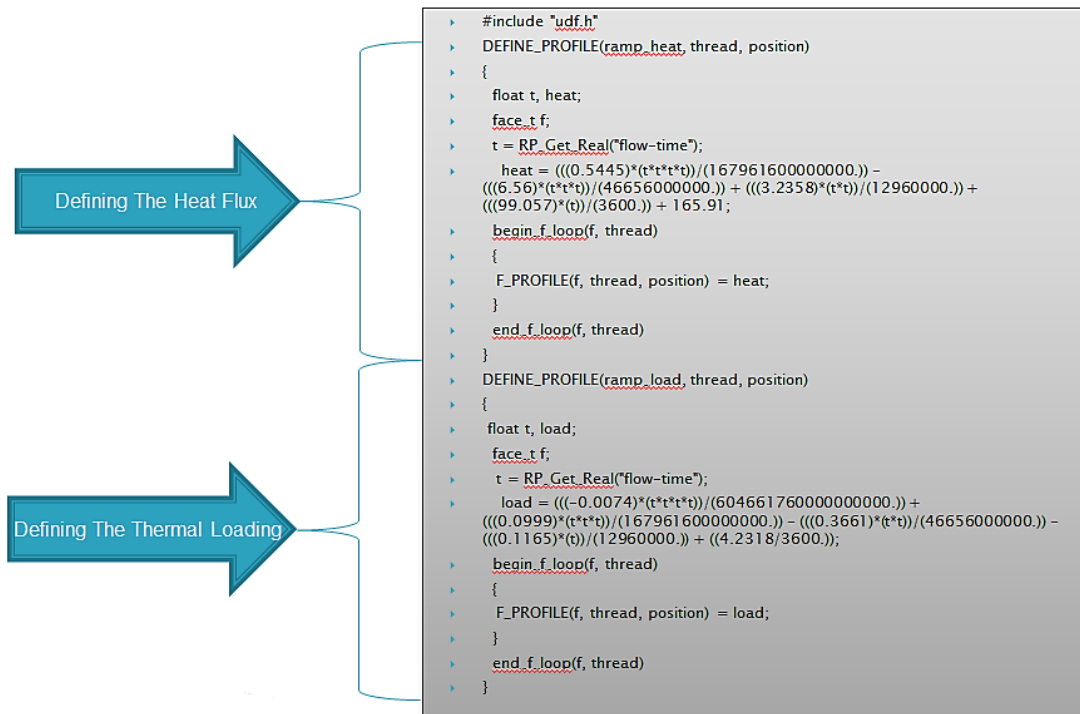 #include "udf.h"
DEFINE_PROFILE(ramp_heat, thread, position)
{
float t, heat;
face_t f;
t = RP_Get_Real("flow-time");
heat = (((0.5445)*(t*t*t*t))/(167961600000000.)) –
(((6.56)*(t*t*t))/(46656000000.)) + (((3.2358)*(t*t))/(12960000.)) +
(((99.057)*(t))/(3600.)) + 165.91;
begin_f_loop(f, thread)
{
F_PROFILE(f, thread, position) = heat;
}
end_f_loop(f, thread)
}
DEFINE_PROFILE(ramp_load, thread, position)
{
float t, load;
face_t f;
t = RP_Get_Real("flow-time");
load = (((-0.0074)*(t*t*t*t))/(604661760000000000.)) +
(((0.0999)*(t*t*t))/(167961600000000.)) – (((0.3661)*(t*t))/(46656000000.)) –
(((0.1165)*(t))/(12960000.)) + ((4.2318/3600.));
begin_f_loop(f, thread)
{
F_PROFILE(f, thread, position) = load;
}
end_f_loop(f, thread)
}
Defining The Heat Flux
Defining The Thermal Loading